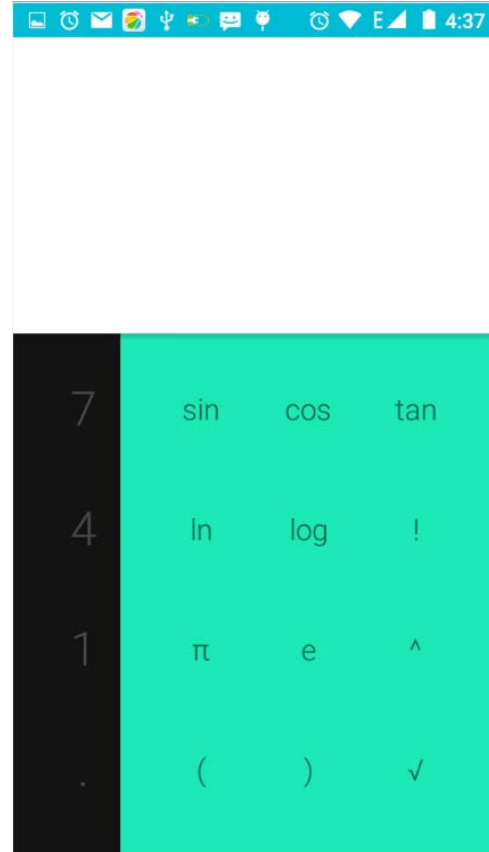 E 4:37
7 sin cos tan
4 ln log !
1 π e ^
. ( ) √